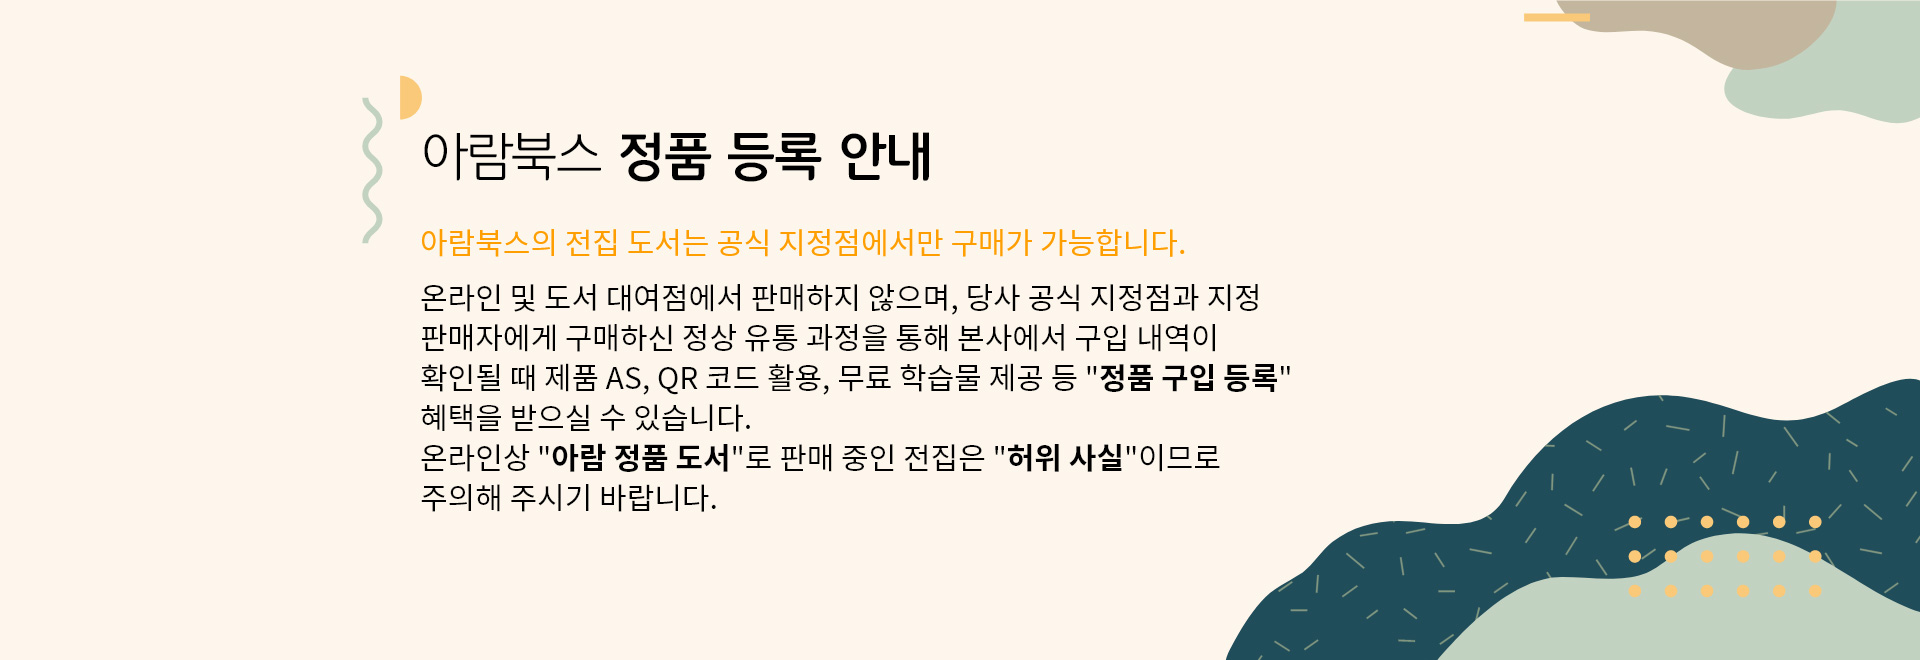 아람북스 정품 등록 안내
아람북스의 전집 도서는 공식 지정점에서만 구매가 가능합니다.
온라인 및 도서 대여점에서 판매하지 않으며, 당사 공식 지정점과 지정
판매자에게 구매하신 정상 유통 과정을 통해 본사에서 구입 내역이
확인될 때 제품 AS, QR 코드 활용, 무료 학습물 제공 등 "정품 구입 등록"
혜택을 받으실 수 있습니다.
온라인상 "아람 정품 도서"로 판매 중인 전집은 "허위 사실"이므로
주의해 주시기 바랍니다.